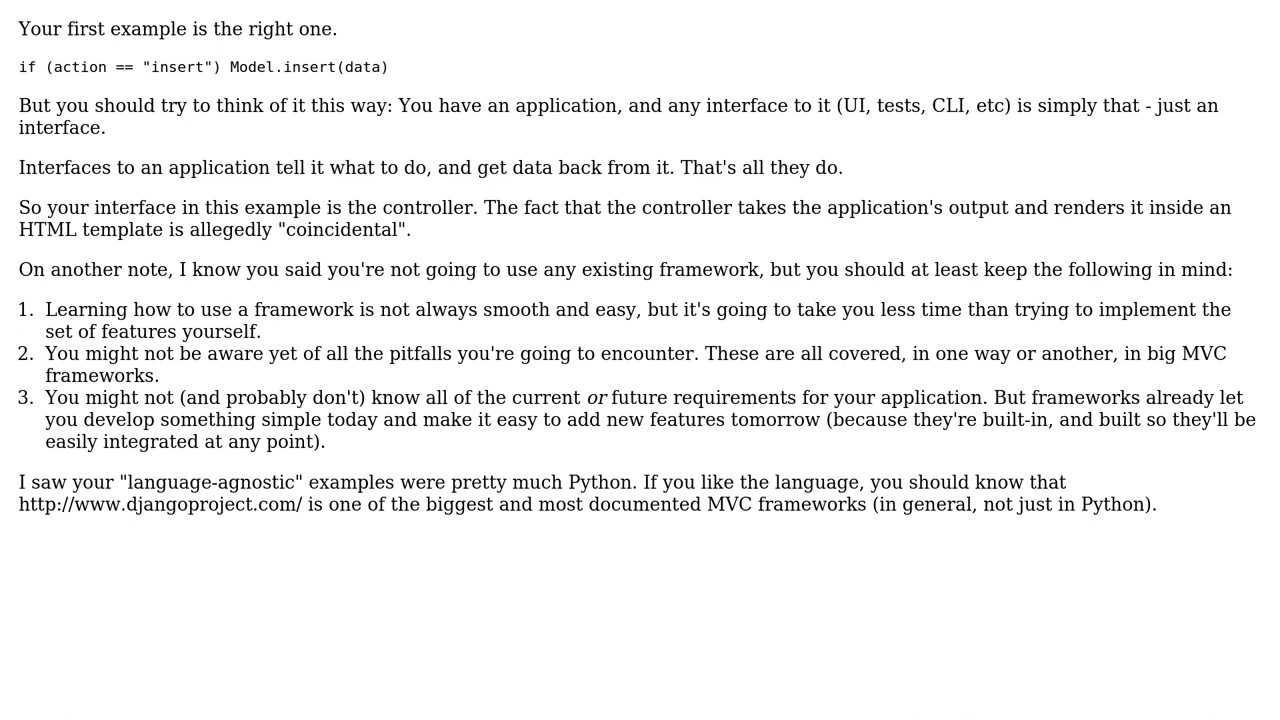 Your first example is the right one.
if (action == "insert") Model.insert(data)
But you should try to think of it this way: You have an application, and any interface to it (UI, tests, CLI, etc) is simply that - just an
interface.
Interfaces to an application tell it what to do, and get data back from it. That's all they do.
So your interface in this example is the controller. The fact that the controller takes the application's output and renders it inside an
HTML template is allegedly "coincidental".
On another note, I know you said you're not going to use any existing framework, but you should at least keep the following in mind:
1. Learning how to use a framework is not always smooth and easy, but it's going to take you less time than trying to implement the
set of features yourself.
2. You might not be aware yet of all the pitfalls you're going to encounter. These are all covered, in one way or another, in big MVC
frameworks.
3. You might not (and probably don't) know all of the current or future requirements for your application. But frameworks already let
you develop something simple today and make it easy to add new features tomorrow (because they're built-in, and built so they'll be
easily integrated at any point).
I saw your "language-agnostic" examples were pretty much Python. If you like the language, you should know that
http://www.djangoproject.com/ is one of the biggest and most documented MVC frameworks (in general, not just in Python).